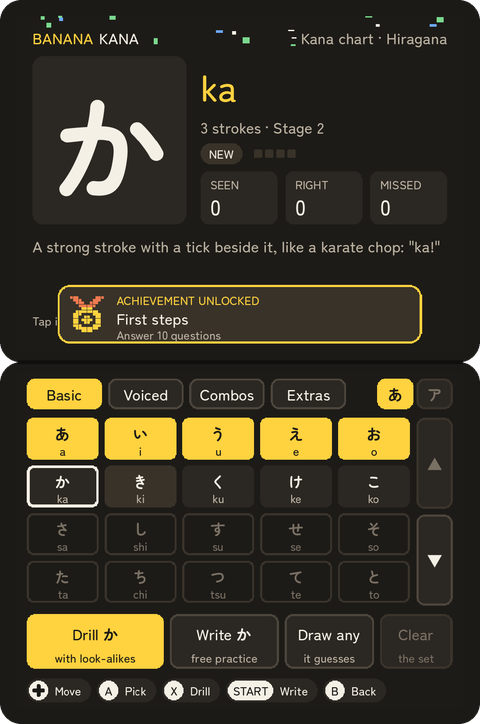 BANANA KANA
Kana chart · Hiragana
か
ka
3 strokes · Stage 2
NEW
SEEN RIGHT MISSED
0 0 0
A strong stroke with a tick beside it, like a karate chop: "ka!"
Tap
ACHIEVEMENT UNLOCKED
First steps
Answer 10 questions
Basic Voiced Combos Extras あ ア
あ い う え お
a i u e o
か き く け こ
ka ki ku ke ko
さ し す せ そ
sa shi su se so
た ち つ て と
ta chi tsu te to
Drill か Write か Draw any Clear
with look-alikes free practice it guesses the set
Move A Pick X Drill START Write B Back